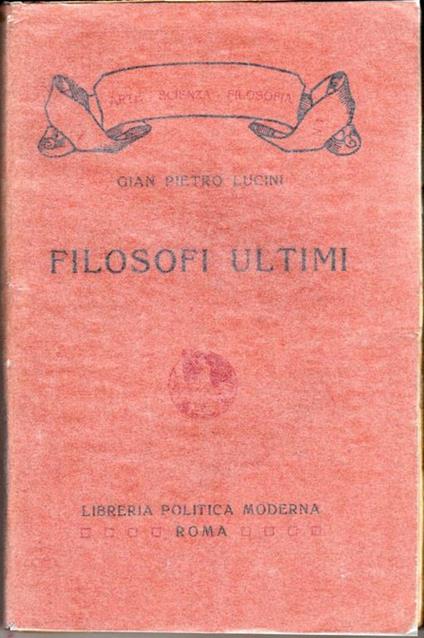 ARTE · SCIENZA · FILOSOFIA
GIAN PIETRO LUCINI
FILOSOFI ULTIMI
LIBRERIA POLITICA MODERNA
ROMA